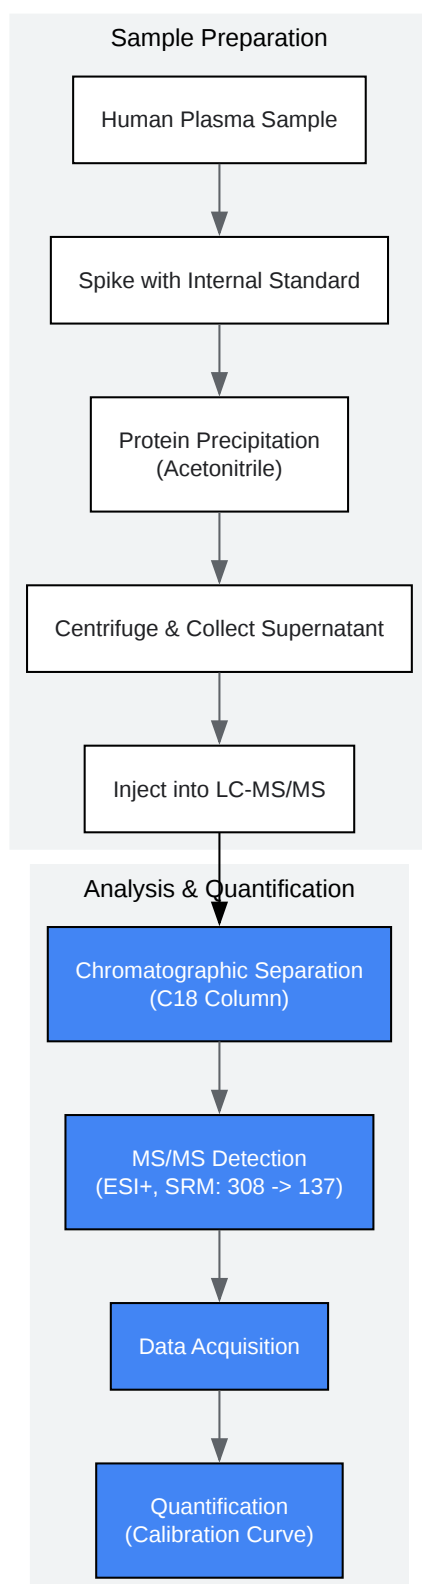 Sample Preparation
Human Plasma Sample
Spike with Internal Standard
Protein Precipitation
(Acetonitrile)
Centrifuge & Collect Supernatant
Inject into LC-MS/MS
Analysis & Quantification
Chromatographic Separation
(C18 Column)
MS/MS Detection
(ESI+, SRM: 308 -> 137)
Data Acquisition
Quantification
(Calibration Curve)